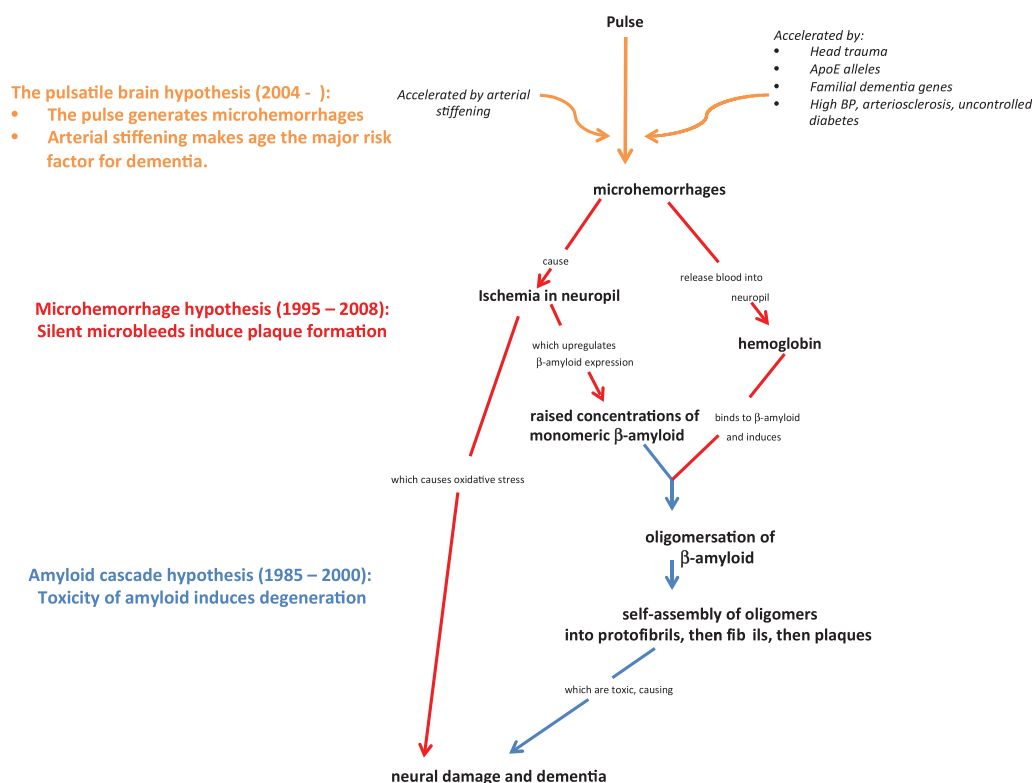 Pulse
Accelerated by:
• Head trauma
• ApoE alleles
• Familial dementia genes
• High BP, arteriosclerosis, uncontrolled
diabetes
Accelerated by arterial
stiffening
The pulsatile brain hypothesis (2004 - ):
• The pulse generates microhemorrhages
• Arterial stiffening makes age the major risk
factor for dementia.
microhemorrhages
cause
release blood into
neuropil
Ischemia in neuropil
Microhemorrhage hypothesis (1995 – 2008):
Silent microbleeds induce plaque formation
hemoglobin
which upregulates
β-amyloid expression
raised concentrations of
monomeric β-amyloid
binds to β-amyloid
and induces
which causes oxidative stress
oligomersation of
β-amyloid
Amyloid cascade hypothesis (1985 – 2000):
Toxicity of amyloid induces degeneration
self-assembly of oligomers
into protofibrils, then fib ils, then plaques
which are toxic, causing
neural damage and dementia